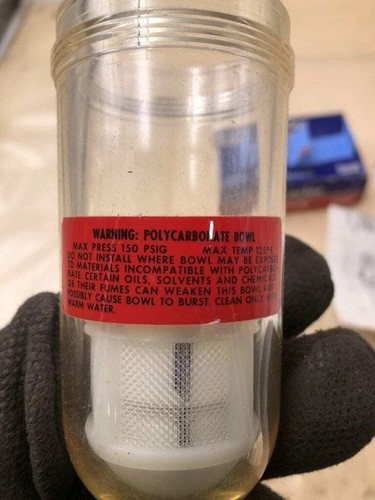 WARNING: POLYCARBONATE BOWL
MAX PRESS 150 PSIG MAX TEMP 125°F
DO NOT INSTALL WHERE BOWL MAY BE EXPOSED
TO MATERIALS INCOMPATIBLE WITH POLYCARBO-
NATE. CERTAIN OILS, SOLVENTS AND CHEMICALS
OR THEIR FUMES CAN WEAKEN THIS BOWL AND
POSSIBLY CAUSE BOWL TO BURST. CLEAN ONLY WITH
WARM WATER.